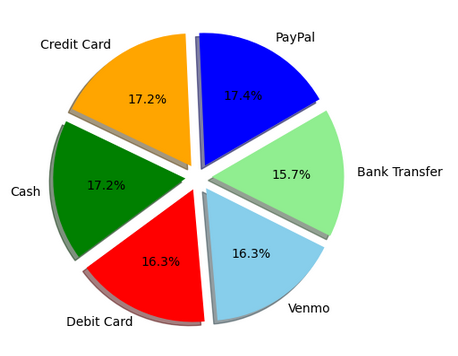 PayPal
Credit Card
17.4%
17.2%
Bank Transfer
15.7%
Cash
17.2%
16.3%
16.3%
Venmo
Debit Card